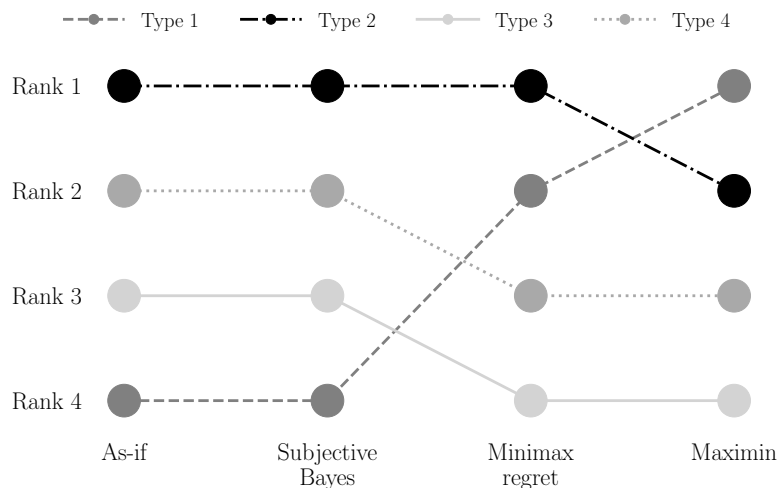 Type 1 Type 2 Type 3 Type 4
Rank 1
Rank 2
Rank 3
Rank 4
As-if Subjective Minimax Maximin
Bayes regret